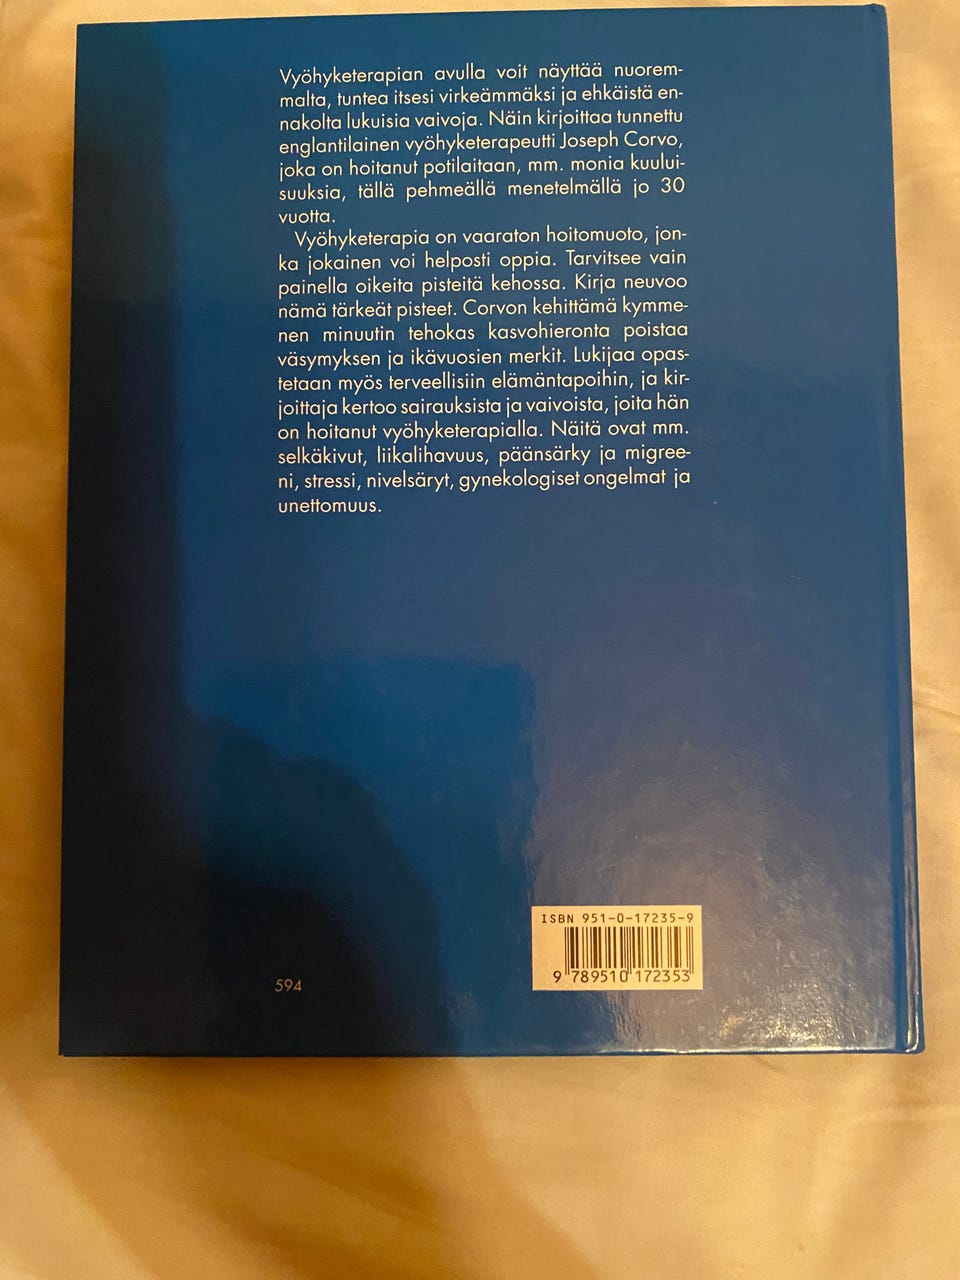 Vyöhyketerapian avulla voit näyttää nuorem-
malta, tuntea itsesi virkeämmäksi ja ehkäistä en-
nakolta lukuisia vaivoja. Näin kirjoittaa tunnettu
englantilainen vyöhyketerapeutti Joseph Corvo,
joka on hoitanut potilaitaan, mm. monia kuului-
suuksia, tällä pehmeällä menetelmällä jo 30
vuotta.
Vyöhyketerapia on vaaraton hoitomuoto, jon-
ka jokainen voi helposti oppia. Tarvitsee vain
painella oikeita pisteitä kehossa. Kirja neuvoo
nämä tärkeät pisteet. Corvon kehittämä kymme-
nen minuutin tehokas kasvohieronta poistaa
väsymyksen ja ikävuosien merkit. Lukijaa opas-
tetaan myös terveellisiin elämäntapoihin, ja kir-
joittaja kertoo sairauksista ja vaivoista, joita hän
on hoitanut vyöhyketerapialla. Näitä ovat mm.
selkäkivut, liikalihavuus, päänsärky ja migree-
ni, stressi, nivelsäryt, gynekologiset ongelmat ja
unettomuus.
ISBN 951-0-17235-9
9 789510 172353
594